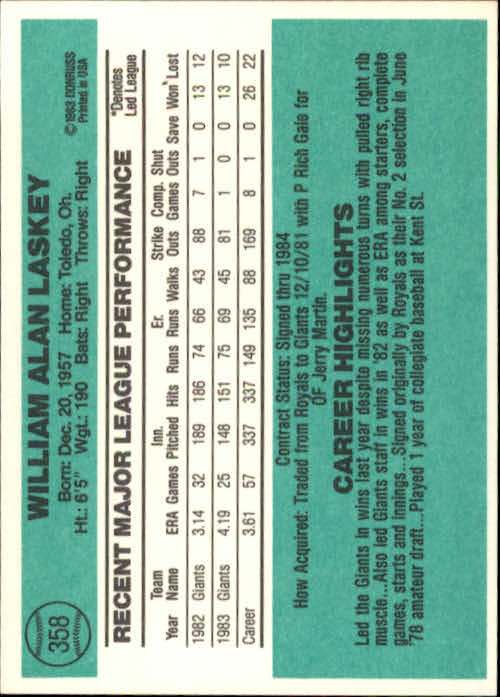 358
WILLIAM ALAN LASKEY
Born: Dec. 20, 1957 Home: Toledo, Oh.
Ht.: 6'5" Wgt.: 190 Bats: Right Throws: Right
©1983 DONRUSS
Printed in USA
RECENT MAJOR LEAGUE PERFORMANCE
*Denotes
Led League
Team Inn. Er. Strike Comp. Shut
Year Name ERA Games Pitched Hits Runs Runs Walks Outs Games Outs Save Won* Lost
1982 Giants 3.14 32 189 186 74 66 43 88 7 1 0 13 12
1983 Giants 4.19 25 148 151 75 69 45 81 1 0 0 13 10
Career 3.61 57 337 337 149 135 88 169 8 1 0 26 22
Contract Status: Signed thru 1984
How Acquired: Traded from Royals to Giants 12/10/81 with P Rich Gale for
OF Jerry Martin.
CAREER HIGHLIGHTS
Led the Giants in wins last year despite missing numerous turns with pulled right rib
muscle...Also led Giants staff in wins in '82 as well as ERA among starters, complete
games, starts and innings...Signed originally by Royals as their No. 2 selection in June
'78 amateur draft...Played 1 year of collegiate baseball at Kent St.